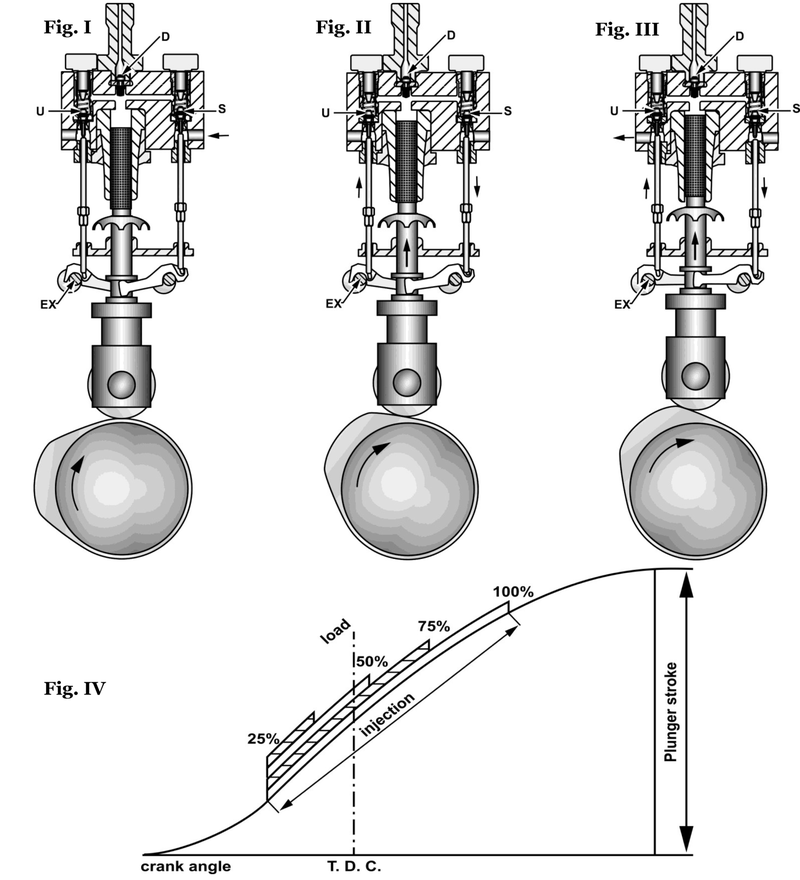 Fig. I
D
U
S
EX
Fig. II
D
U
S
EX
Fig. III
D
U
S
EX
Fig. IV
load
100%
75%
50%
25%
injection
Plunger stroke
crank angle
T. D. C.